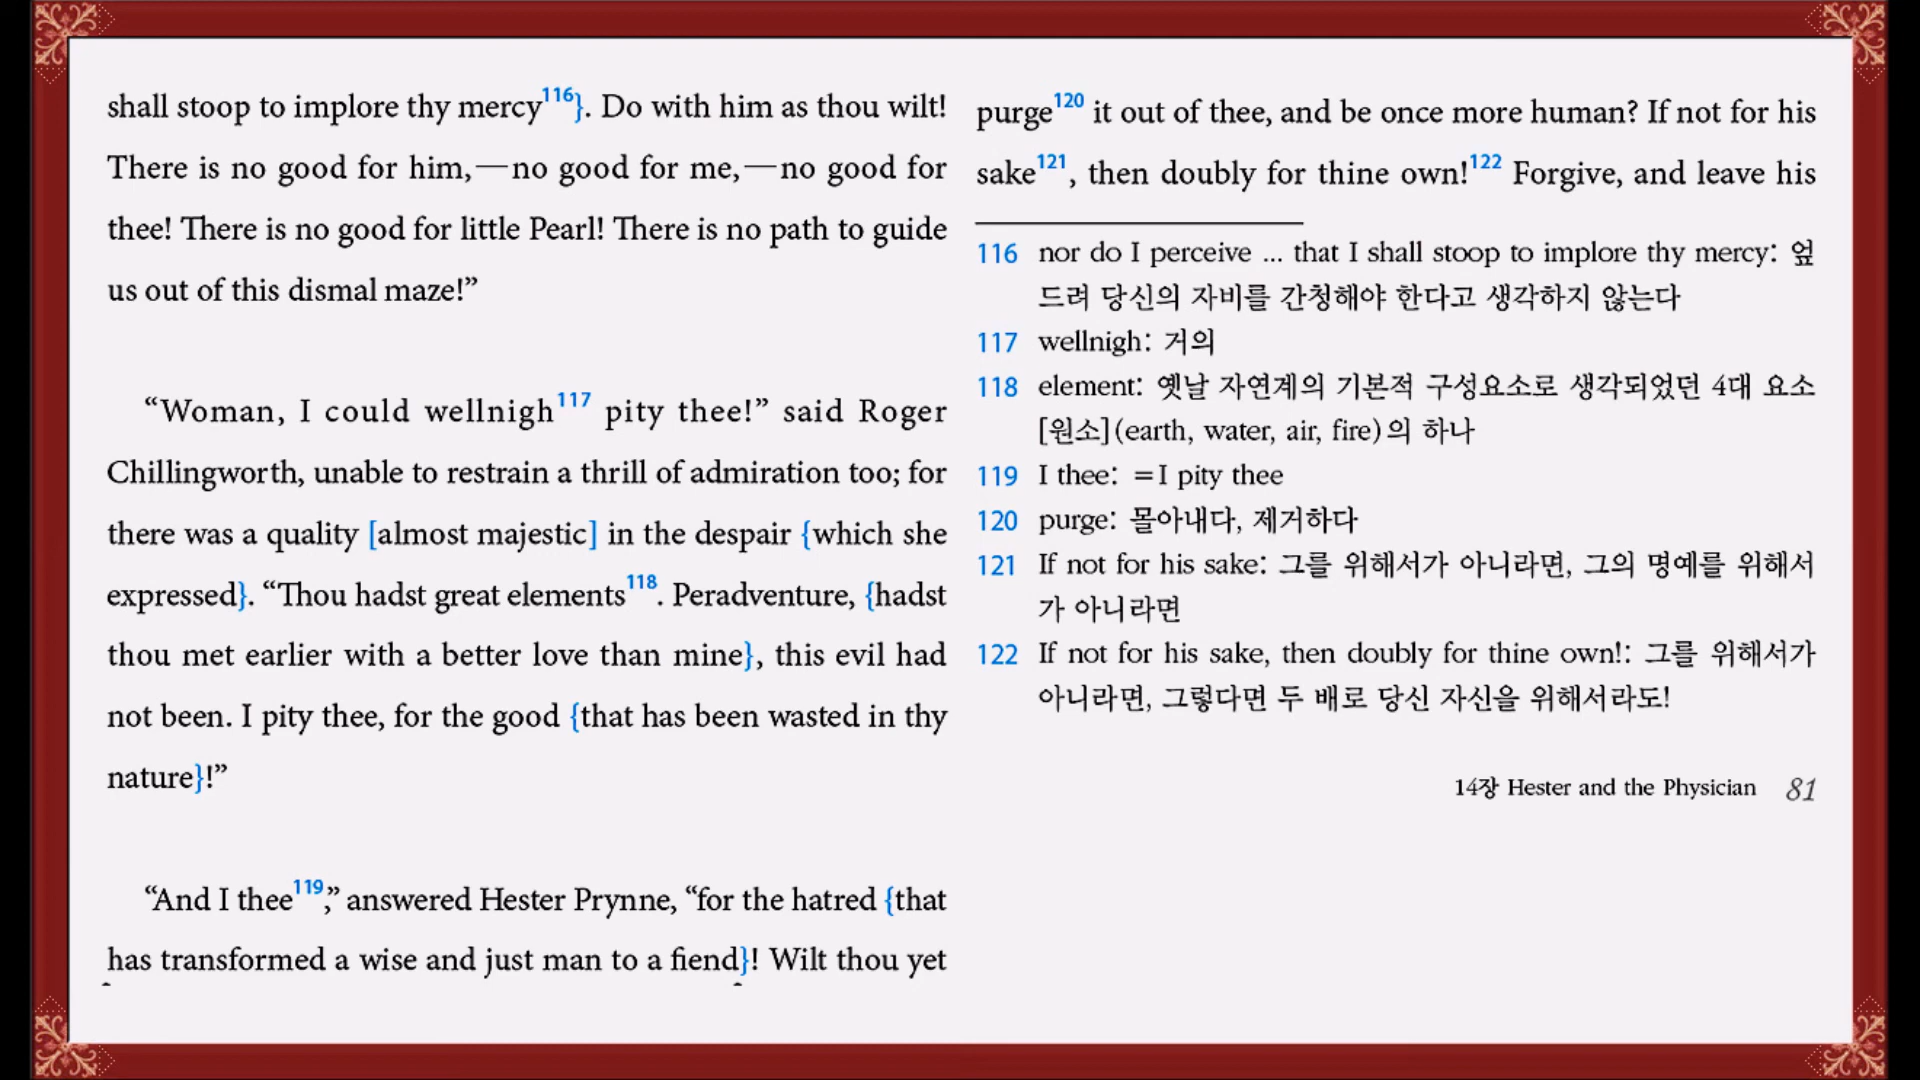 shall stoop to implore thy mercy116}. Do with him as thou wilt!
There is no good for him,—no good for me,—no good for
thee! There is no good for little Pearl! There is no path to guide
us out of this dismal maze!”
“Woman, I could wellnigh117 pity thee!” said Roger
Chillingworth, unable to restrain a thrill of admiration too; for
there was a quality [almost majestic] in the despair {which she
expressed}. “Thou hadst great elements118. Peradventure, {hadst
thou met earlier with a better love than mine}, this evil had
not been. I pity thee, for the good {that has been wasted in thy
nature}!”
“And I thee119,” answered Hester Prynne, “for the hatred {that
has transformed a wise and just man to a fiend}! Wilt thou yet
purge120 it out of thee, and be once more human? If not for his
sake121, then doubly for thine own!122 Forgive, and leave his
116 nor do I perceive ... that I shall stoop to implore thy mercy: 엎
드려 당신의 자비를 간청해야 한다고 생각하지 않는다
117 wellnigh: 거의
118 element: 옛날 자연계의 기본적 구성요소로 생각되었던 4대 요소
[원소](earth, water, air, fire)의 하나
119 I thee: =I pity thee
120 purge: 몰아내다, 제거하다
121 If not for his sake: 그를 위해서가 아니라면, 그의 명예를 위해서
가 아니라면
122 If not for his sake, then doubly for thine own!: 그를 위해서가
아니라면, 그렇다면 두 배로 당신 자신을 위해서라도!
14장 Hester and the Physician 81